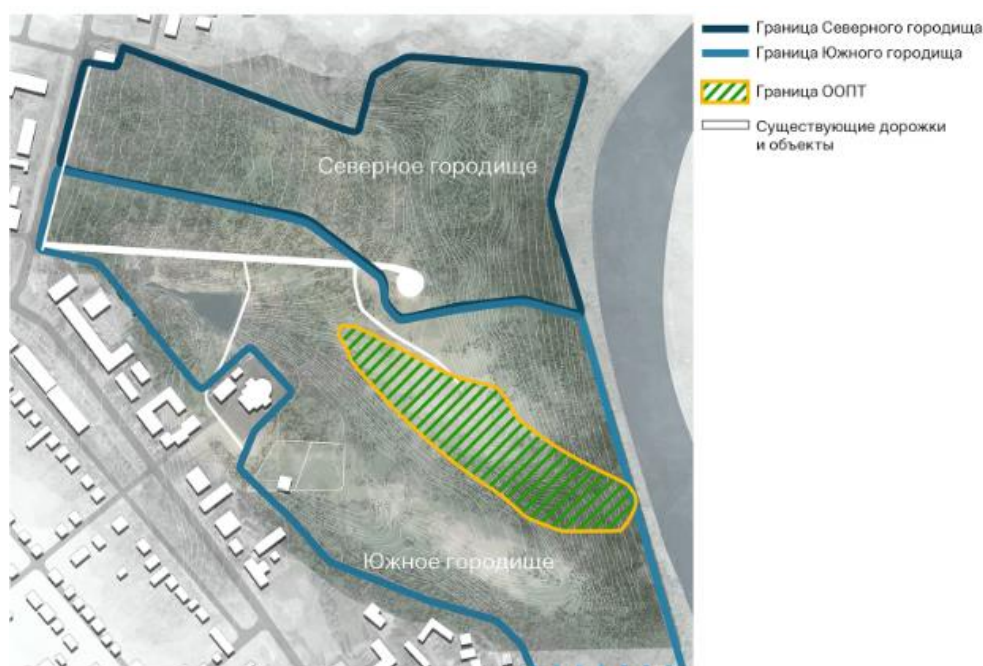 Граница Северного городища
Граница Южного городища
Граница ООПТ
Существующие дорожки
и объекты
Северное городище
Южное городище